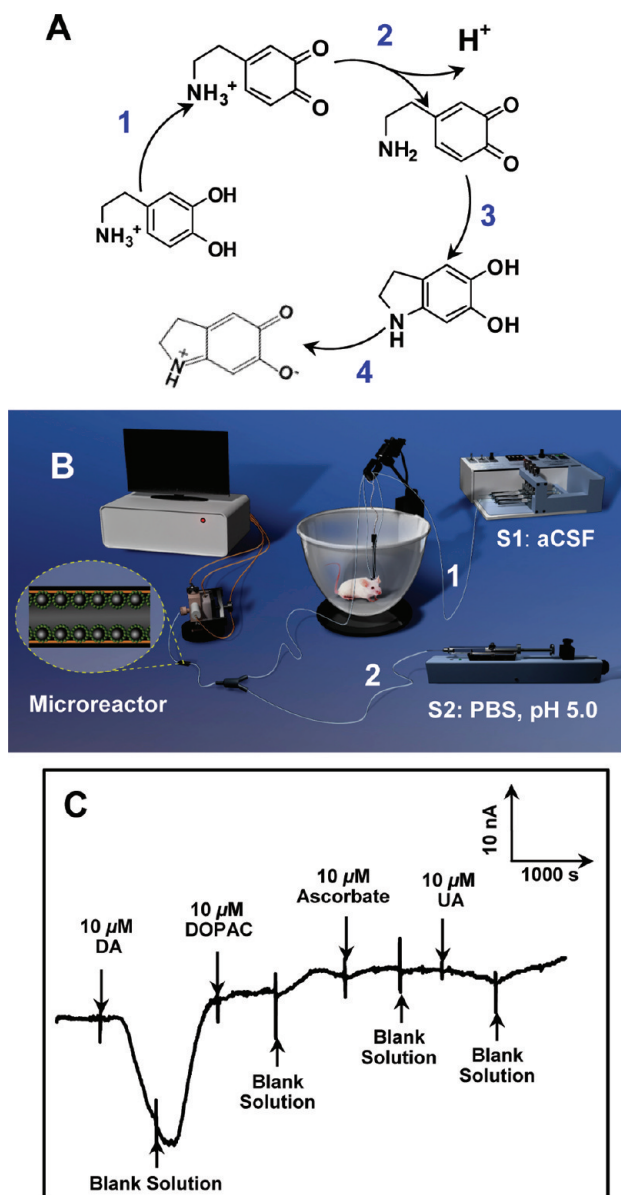 A
1
2
3
4
H+
NH3+
O
O
NH2
O
O
NH3+
OH
OH
N
H
OH
OH
+
N
H
O
O-
B
S1: aCSF
1
2
Microreactor
S2: PBS, pH 5.0
C
10 nA
1000 s
10 µM
DA
10 µM
DOPAC
10 µM
Ascorbate
10 µM
UA
Blank Solution
Blank
Solution
Blank
Solution
Blank
Solution